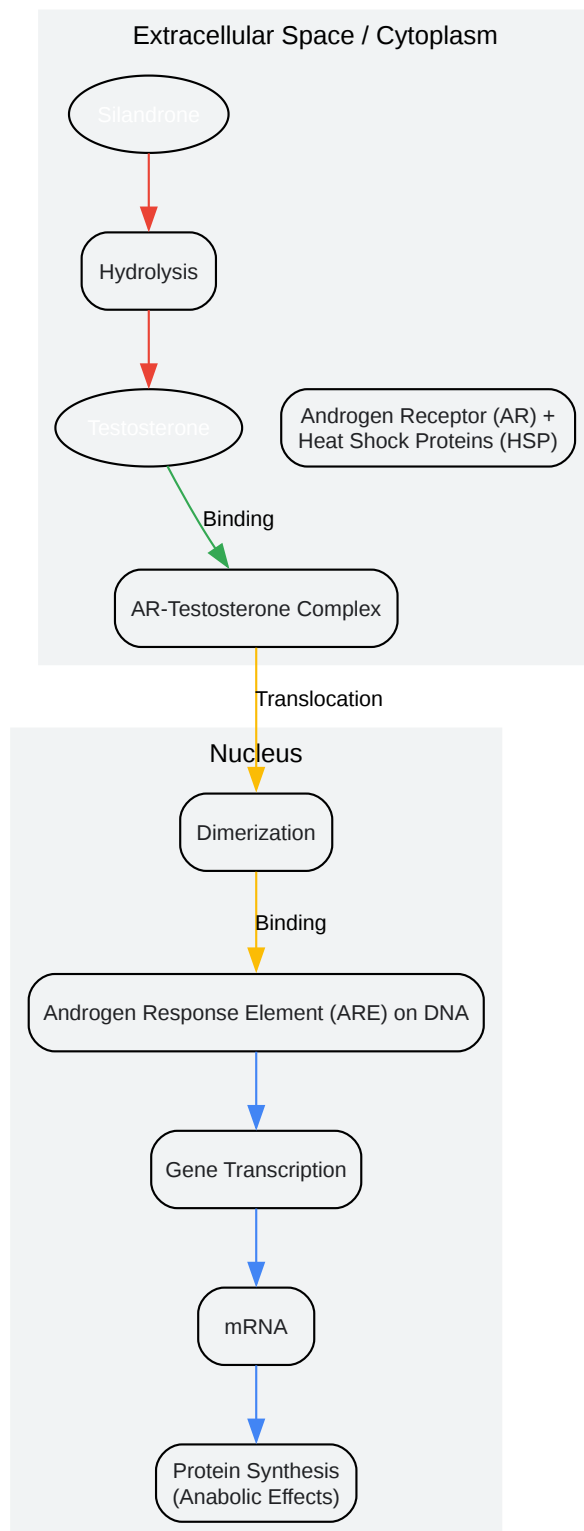 Extracellular Space / Cytoplasm
Silandrone
Hydrolysis
Testosterone
Androgen Receptor (AR) +
Heat Shock Proteins (HSP)
Binding
AR-Testosterone Complex
Translocation
Nucleus
Dimerization
Binding
Androgen Response Element (ARE) on DNA
Gene Transcription
mRNA
Protein Synthesis
(Anabolic Effects)